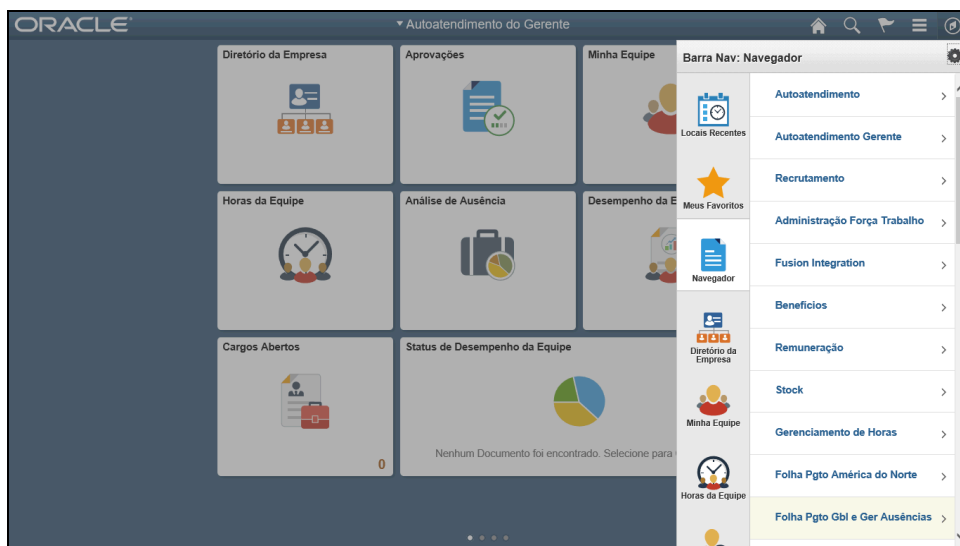 ORACLE
Autoatendimento do Gerente
Diretório da Empresa
Aprovações
Minha Equipe
Horas da Equipe
Análise de Ausência
Desempenho da E
Cargos Abertos
0
Status de Desempenho da Equipe
Nenhum Documento foi encontrado. Selecione para
Barra Nav: Navegador
Locais Recentes
Meus Favoritos
Navegador
Diretório da
Empresa
Minha Equipe
Horas da Equipe
Autoatendimento
Autoatendimento Gerente
Recrutamento
Administração Força Trabalho
Fusion Integration
Benefícios
Remuneração
Stock
Gerenciamento de Horas
Folha Pgto América do Norte
Folha Pgto Gbl e Ger Ausências